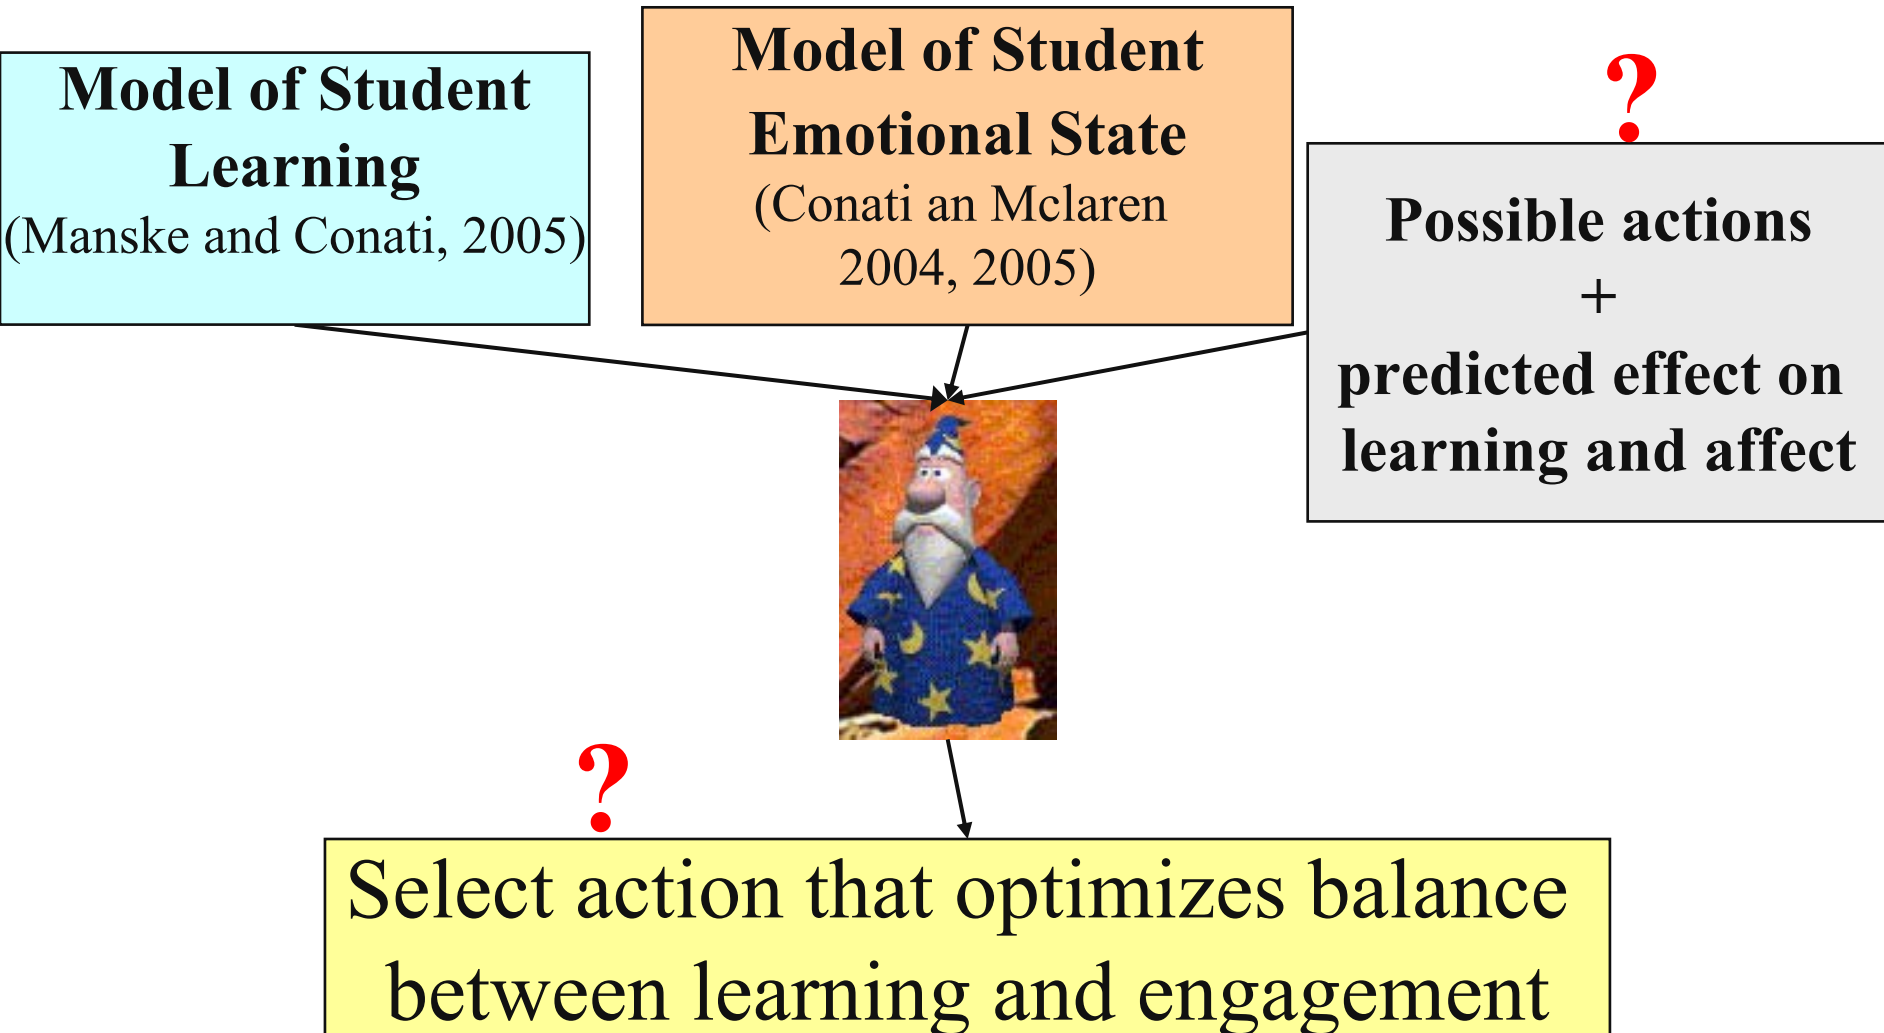 Model of Student
Learning
(Manske and Conati, 2005)
Model of Student
Emotional State
(Conati an Mclaren
2004, 2005)
?
Possible actions
+
predicted effect on
learning and affect
?
Select action that optimizes balance
between learning and engagement